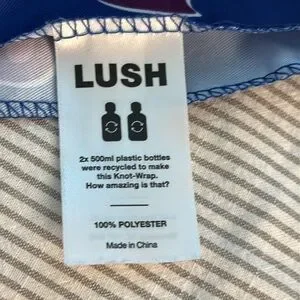 LUSH
2x 500ml plastic bottles
were recycled to make
this Knot-Wrap.
How amazing is that?
100% POLYESTER
Made in China